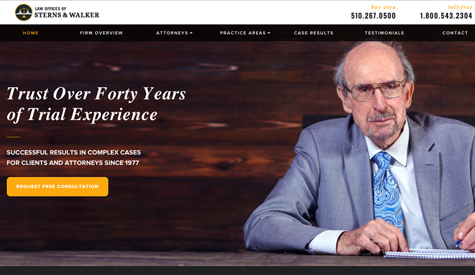 LAW OFFICES OF
STERNS & WALKER
bay area
510.267.0500
toll-free
1.800.543.2304
HOME
FIRM OVERVIEW
ATTORNEYS
PRACTICE AREAS
CASE RESULTS
TESTIMONIALS
CONTACT
Trust Over Forty Years
of Trial Experience
SUCCESSFUL RESULTS IN COMPLEX CASES
FOR CLIENTS AND ATTORNEYS SINCE 1977
REQUEST FREE CONSULTATION